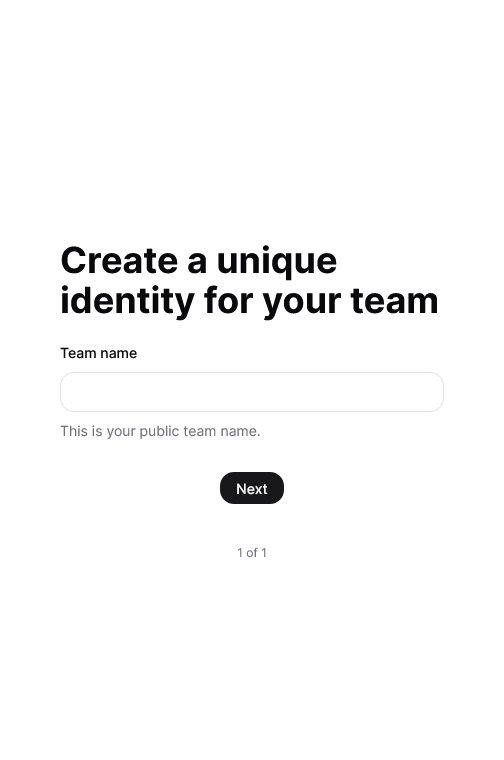 Create a unique
identity for your team
Team name
This is your public team name.
Next
1 of 1